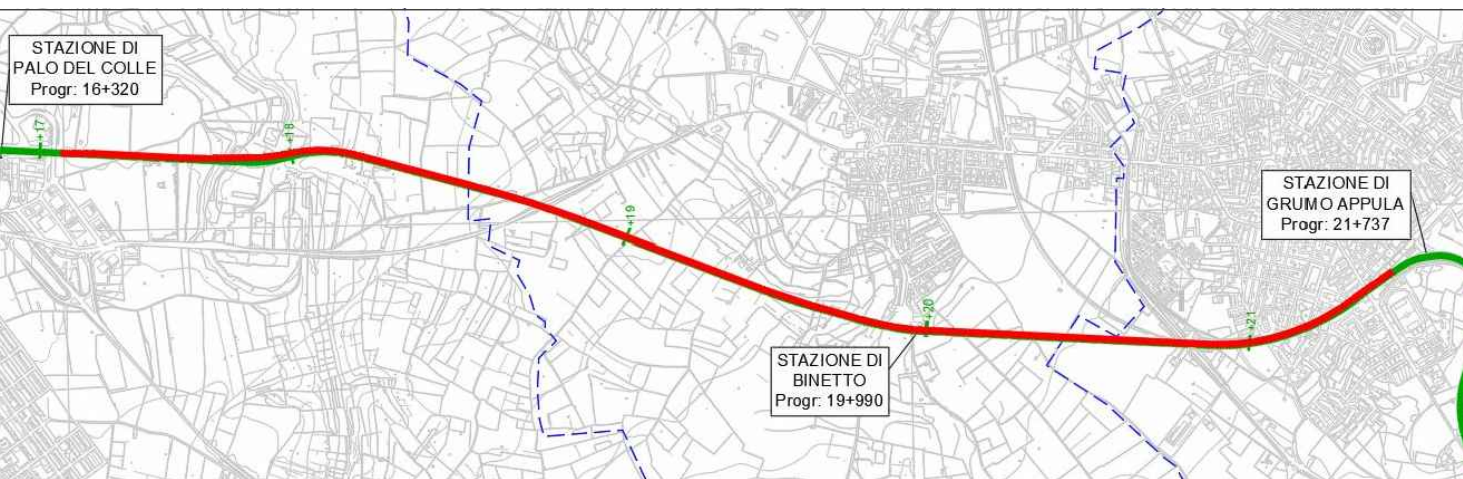 STAZIONE DI
PALO DEL COLLE
Progr: 16+320
+17
+18
+19
STAZIONE DI
BINETTO
Progr: 19+990
+20
+21
STAZIONE DI
GRUMO APPULA
Progr: 21+737